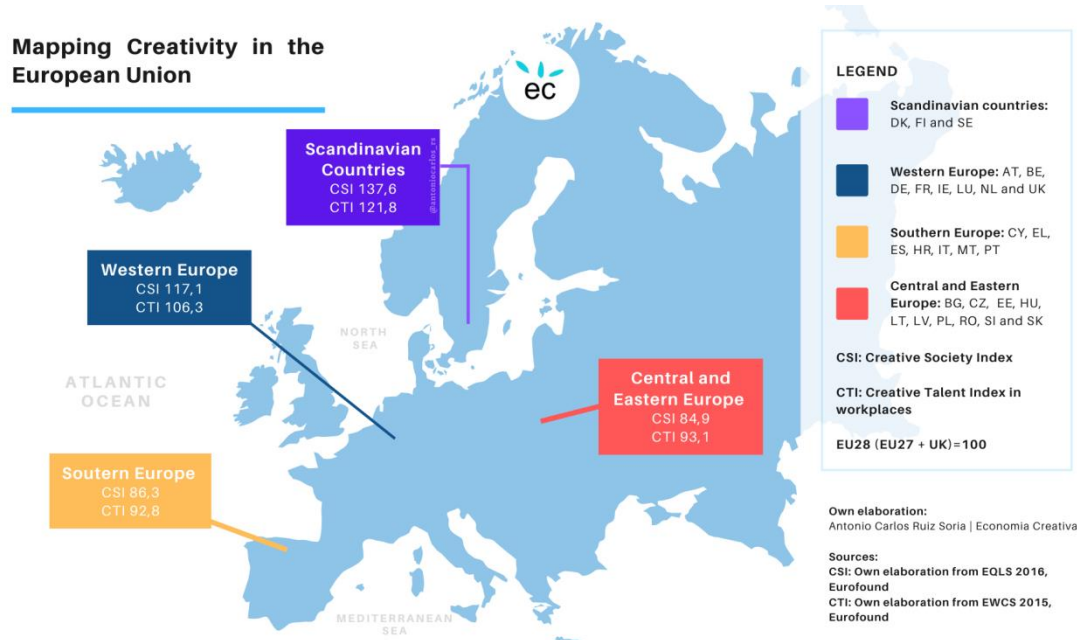 Mapping Creativity in the
European Union
ec
Scandinavian
Countries
CSI 137,6
CTI 121,8
@antoniocarlos_rs
Western Europe
CSI 117,1
CTI 106,3
NORTH
SEA
ATLANTIC
OCEAN
Central and
Eastern Europe
CSI 84,9
CTI 93,1
Soutern Europe
CSI 86,3
CTI 92,8
MEDITERRANEAN
SEA
LEGEND
Scandinavian countries:
DK, FI and SE
Western Europe: AT, BE,
DE, FR, IE, LU, NL and UK
Southern Europe: CY, EL,
ES, HR, IT, MT, PT
Central and Eastern
Europe: BG, CZ, EE, HU,
LT, LV, PL, RO, SI and SK
CSI: Creative Society Index
CTI: Creative Talent Index in
workplaces
EU28 (EU27 + UK)=100
Own elaboration:
Antonio Carlos Ruiz Soria | Economia Creativa
Sources:
CSI: Own elaboration from EQLS 2016,
Eurofound
CTI: Own elaboration from EWCS 2015,
Eurofound